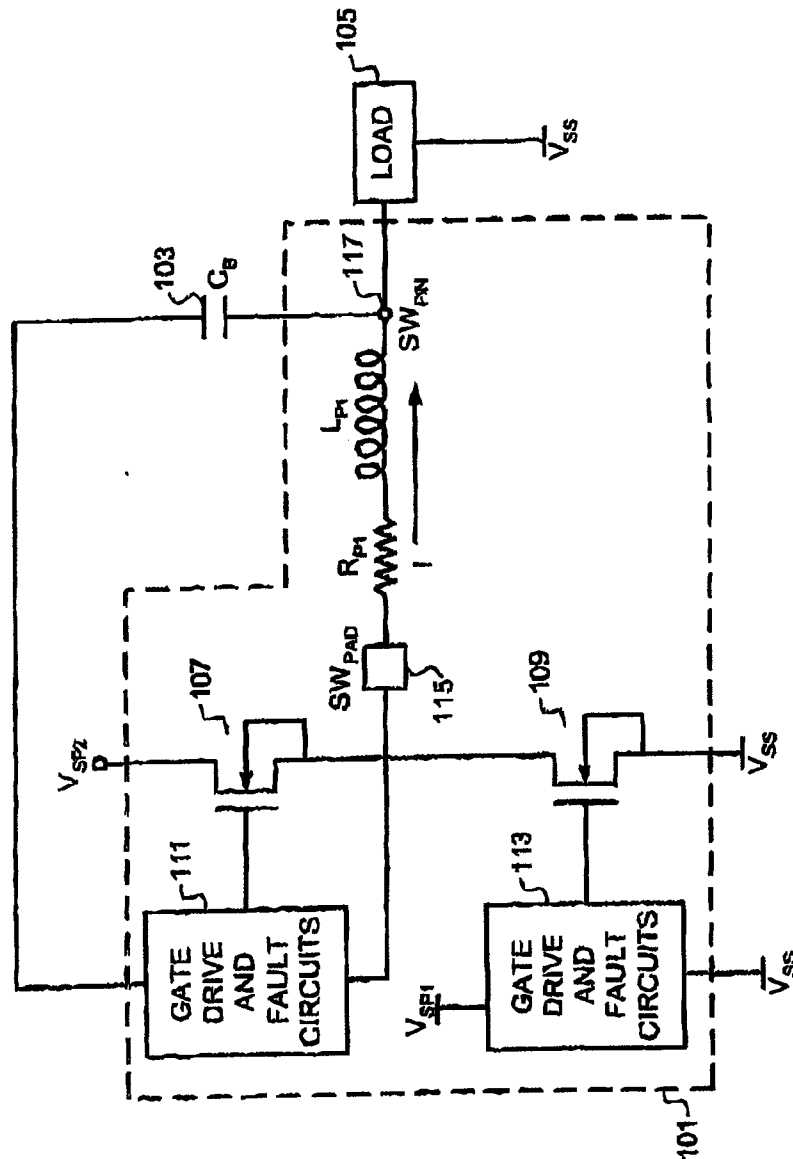 103
C_B
105
LOAD
V_SS
117
SW_PIN
L_P1
R_P1
I
SW_PAD
115
V_SP2
107
111
GATE
DRIVE
AND
FAULT
CIRCUITS
109
V_SS
113
V_SP1
GATE
DRIVE
AND
FAULT
CIRCUITS
V_SS
101